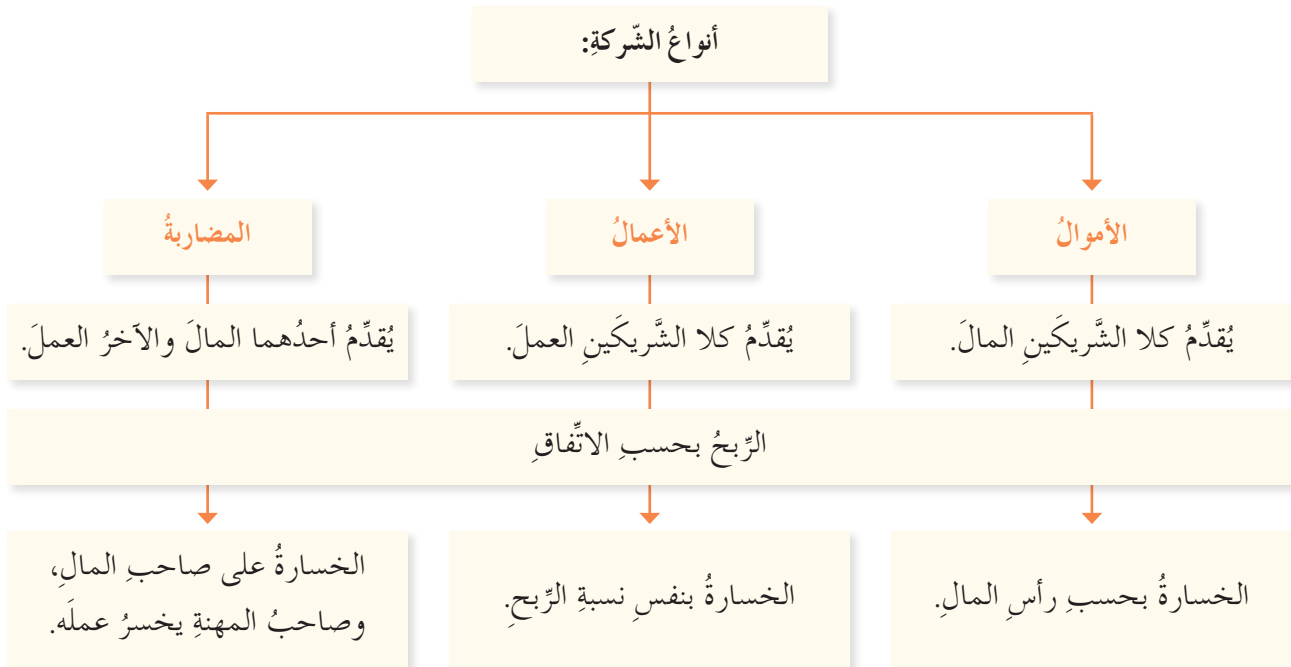 أنواعُ الشّركةِ:
الأموالُ
الأعمالُ
المضاربةُ
يُقدِّمُ كلا الشَّريكَينِ المالَ.
يُقدِّمُ كلا الشَّريكَينِ العملَ.
يُقدِّمُ أحدُهما المالَ والآخرُ العملَ.
الرِّبحُ بحسبِ الاتِّفاقِ
الخسارةُ بحسبِ رأسِ المالِ.
الخسارةُ بنفسِ نسبةِ الرِّبحِ.
الخسارةُ على صاحبِ المالِ،
وصاحبُ المهنةِ يخسرُ عملَه.